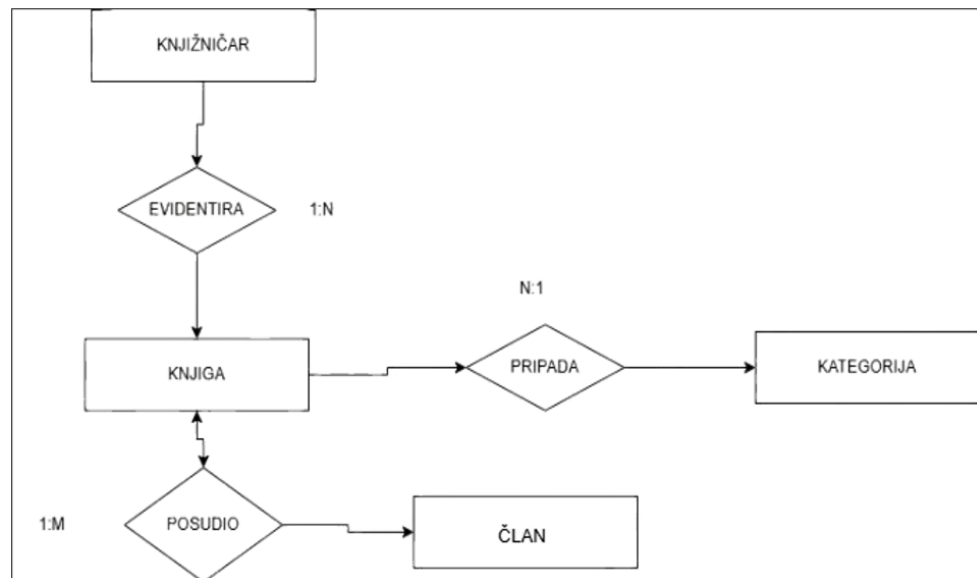 KNJIŽNIČAR
EVIDENTIRA
1:N
N:1
KNJIGA
PRIPADA
KATEGORIJA
1:M
POSUDIO
ČLAN